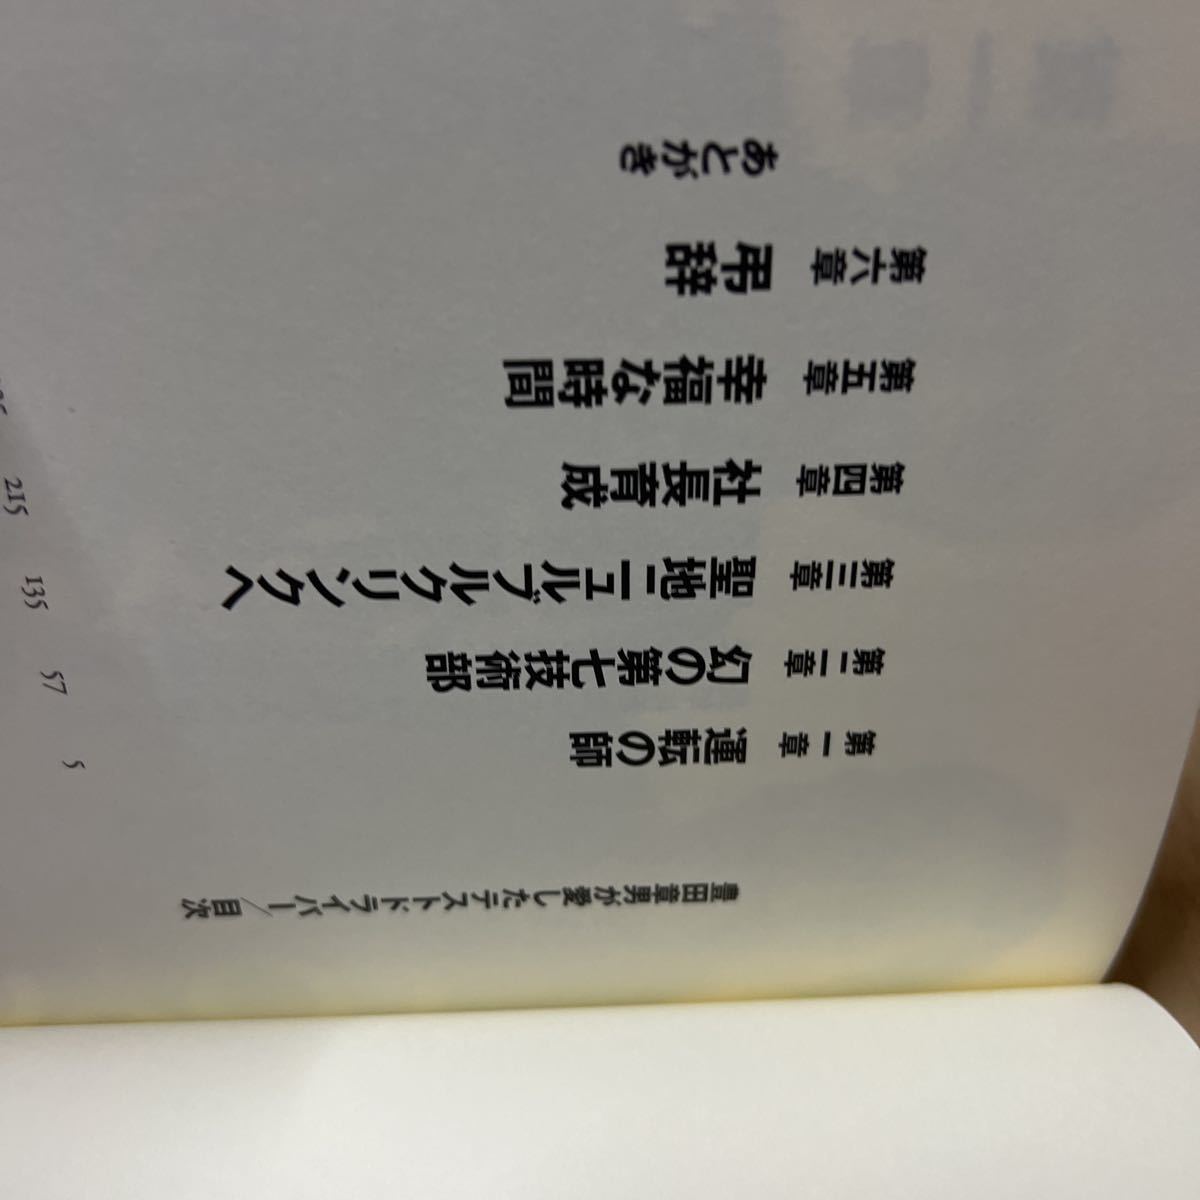 豊田章男が愛したテストドライバー/目次
第一章 運転の師
5
第二章 幻の第七技術部
57
第三章 聖地ニュルブルクリンクへ
135
第四章 社長育成
215
第五章 幸福な時間
第六章 弔辞
あとがき